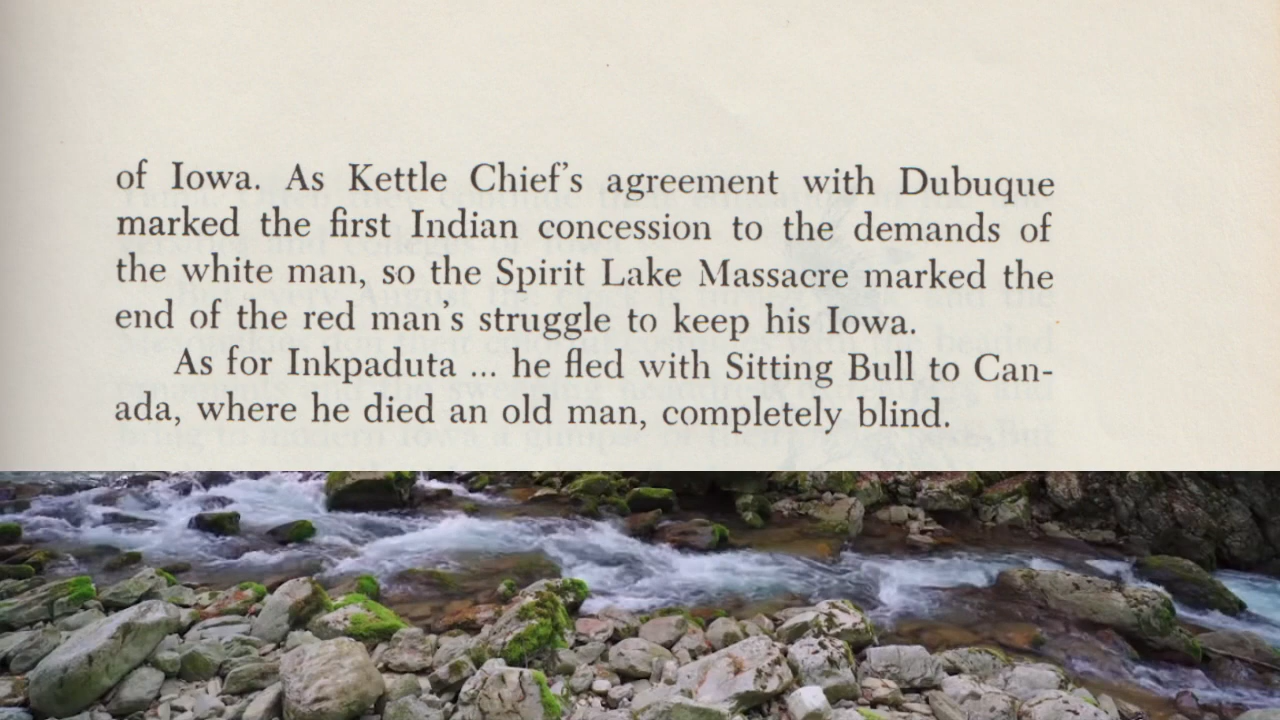 of Iowa. As Kettle Chief's agreement with Dubuque
marked the first Indian concession to the demands of
the white man, so the Spirit Lake Massacre marked the
end of the red man's struggle to keep his Iowa.
As for Inkpaduta ... he fled with Sitting Bull to Can-
ada, where he died an old man, completely blind.